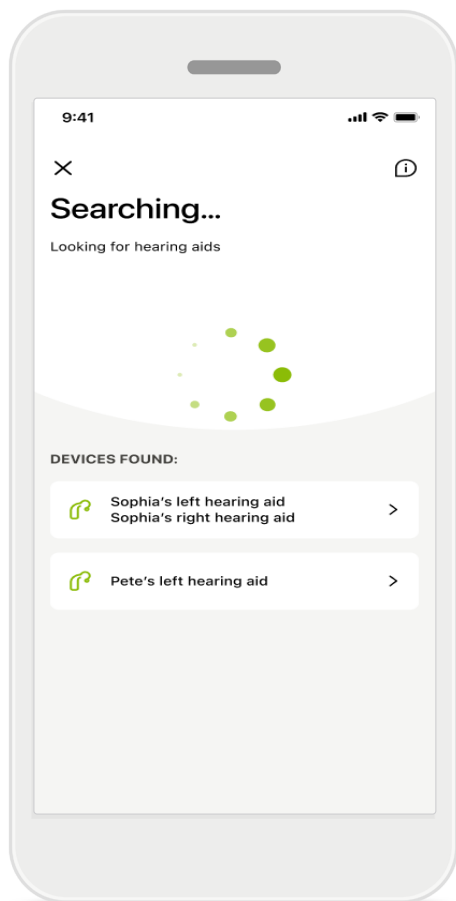 9:41
Searching...
Looking for hearing aids
DEVICES FOUND:
Sophia's left hearing aid
Sophia's right hearing aid
Pete's left hearing aid